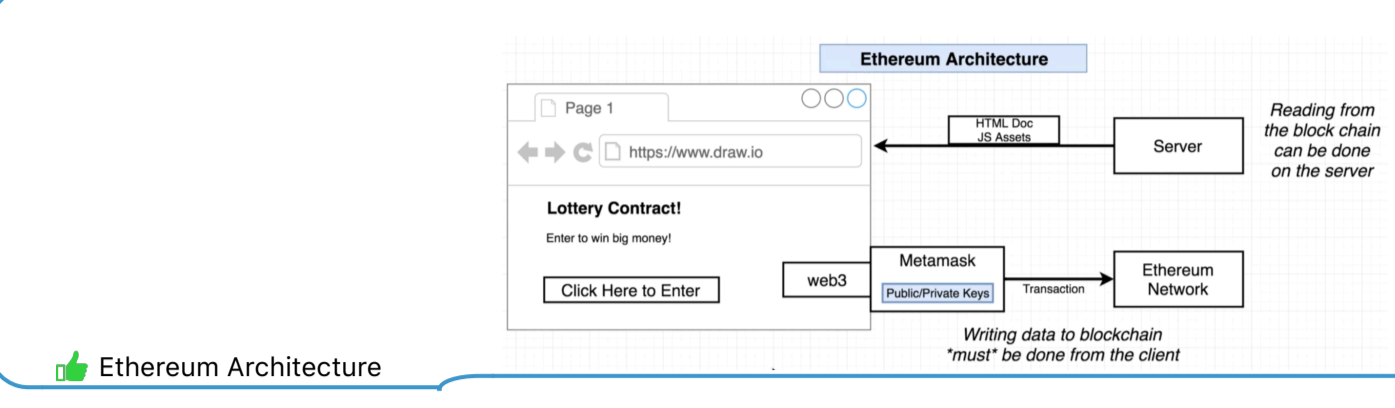 Ethereum Architecture
Page 1
https://www.draw.io
Lottery Contract!
Enter to win big money!
Click Here to Enter
web3
HTML Doc
JS Assets
Server
Reading from
the block chain
can be done
on the server
Metamask
Public/Private Keys
Transaction
Ethereum
Network
Writing data to blockchain
*must* be done from the client
Ethereum Architecture